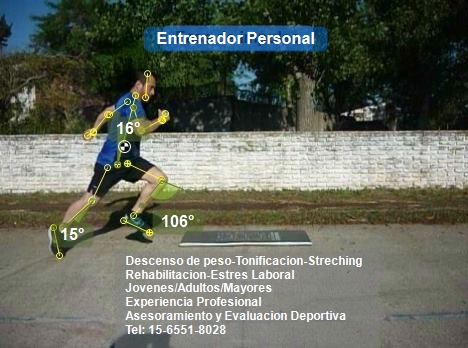 Entrenador Personal
16°
106°
15°
Descenso de peso-Tonificacion-Streching
Rehabilitacion-Estres Laboral
Jovenes/Adultos/Mayores
Experiencia Profesional
Asesoramiento y Evaluacion Deportiva
Tel: 15-6551-8028